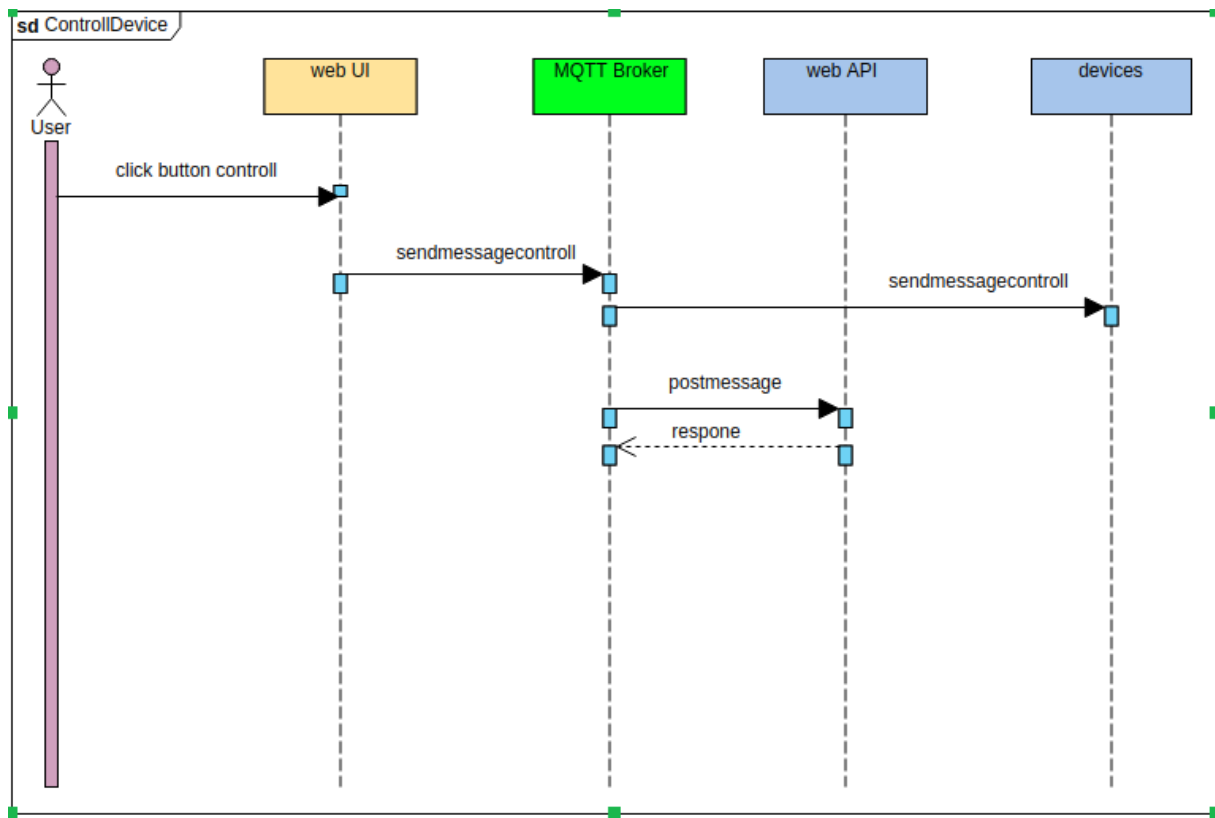 sd ControllDevice
User
web UI
MQTT Broker
web API
devices
click button controll
sendmessagecontroll
sendmessagecontroll
postmessage
respone